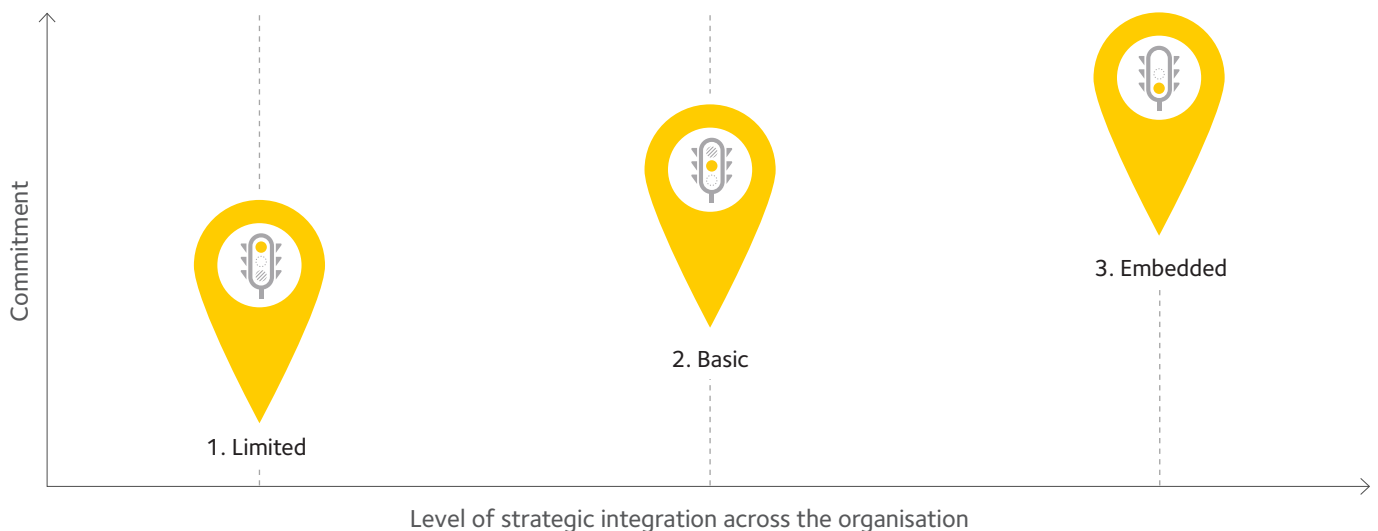 Commitment
1. Limited
2. Basic
3. Embedded
Level of strategic integration across the organisation